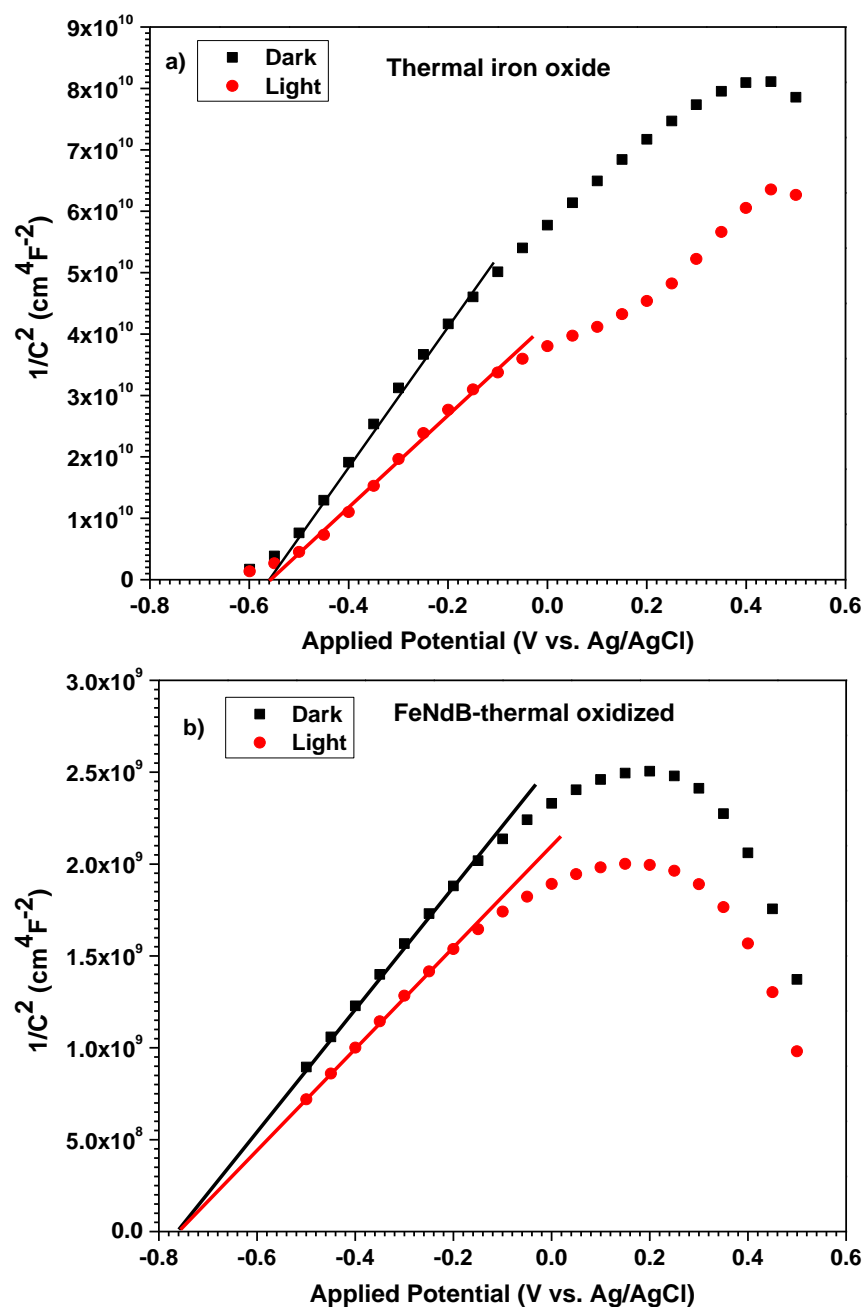 a)
Dark
Light
Thermal iron oxide
9x10¹⁰
8x10¹⁰
7x10¹⁰
6x10¹⁰
5x10¹⁰
4x10¹⁰
3x10¹⁰
2x10¹⁰
1x10¹⁰
0
1/C² (cm⁴F⁻²)
-0.8 -0.6 -0.4 -0.2 0.0 0.2 0.4 0.6
Applied Potential (V vs. Ag/AgCl)
b)
Dark
Light
FeNdB-thermal oxidized
3.0x10⁹
2.5x10⁹
2.0x10⁹
1.5x10⁹
1.0x10⁹
5.0x10⁸
0.0
1/C² (cm⁴F⁻²)
-0.8 -0.6 -0.4 -0.2 0.0 0.2 0.4 0.6
Applied Potential (V vs. Ag/AgCl)